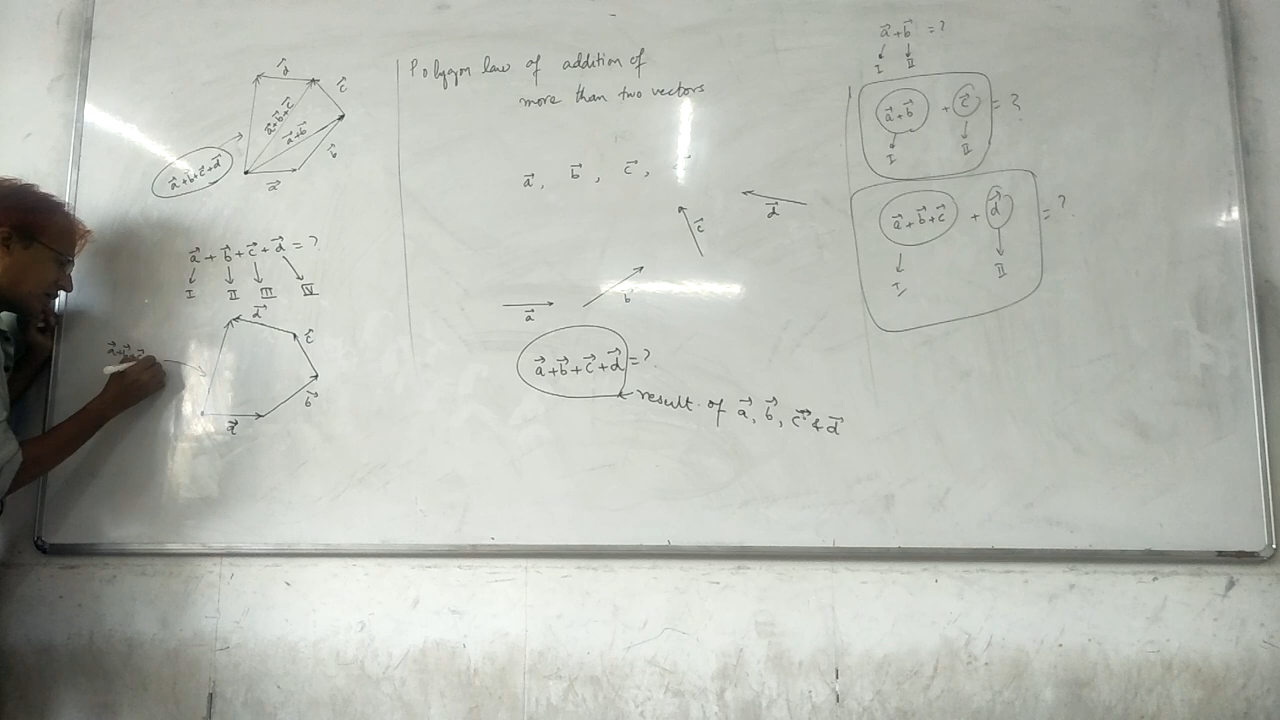 d⃗
c⃗
a⃗+b⃗+c⃗
a⃗+b⃗
b⃗
a⃗+b⃗+c⃗+d⃗
a⃗
a⃗ + b⃗ + c⃗ + d⃗ = ?
I II III IV
d⃗
c⃗
b⃗
a⃗
Polygon law of addition of
more than two vectors
a⃗, b⃗, c⃗,
d⃗
c⃗
b⃗
a⃗
a⃗+b⃗+c⃗+d⃗ = ?
result of a⃗, b⃗, c⃗ & d⃗
a⃗+b⃗ = ?
I II
a⃗+b⃗ + c⃗ = ?
I II
a⃗+b⃗+c⃗ + d⃗ = ?
I II